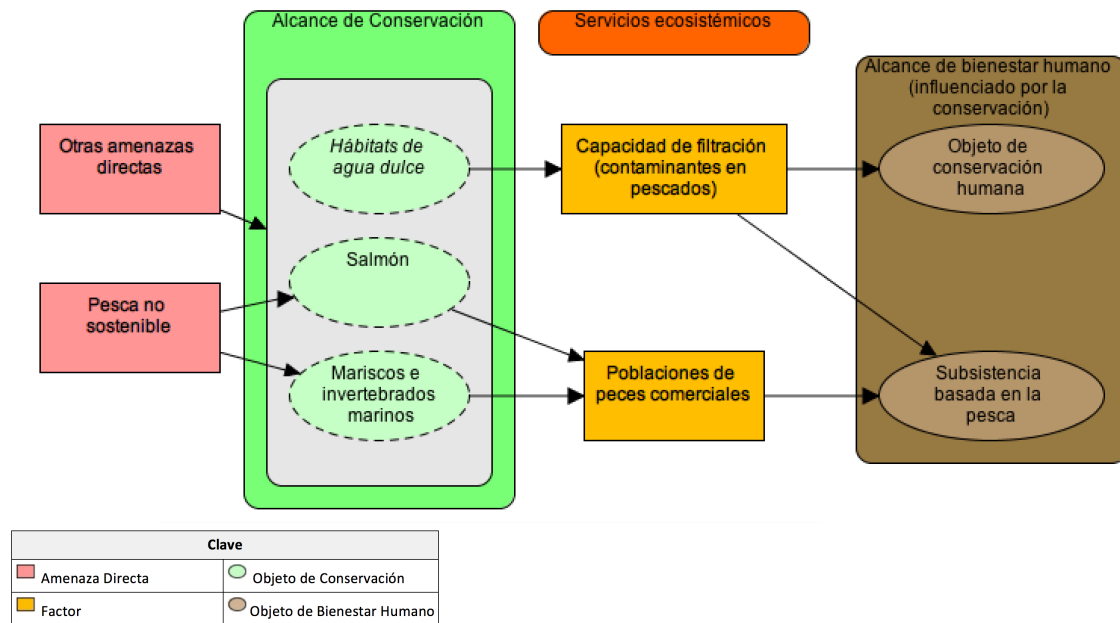 Alcance de Conservación
Servicios ecosistémicos
Alcance de bienestar humano
(influenciado por la
conservación)
Otras amenazas
directas
Hábitats de
agua dulce
Capacidad de filtración
(contaminantes en
pescados)
Objeto de
conservación
humana
Salmón
Pesca no
sostenible
Mariscos e
invertebrados
marinos
Poblaciones de
peces comerciales
Subsistencia
basada en la
pesca
Clave
Amenaza Directa
Objeto de Conservación
Factor
Objeto de Bienestar Humano